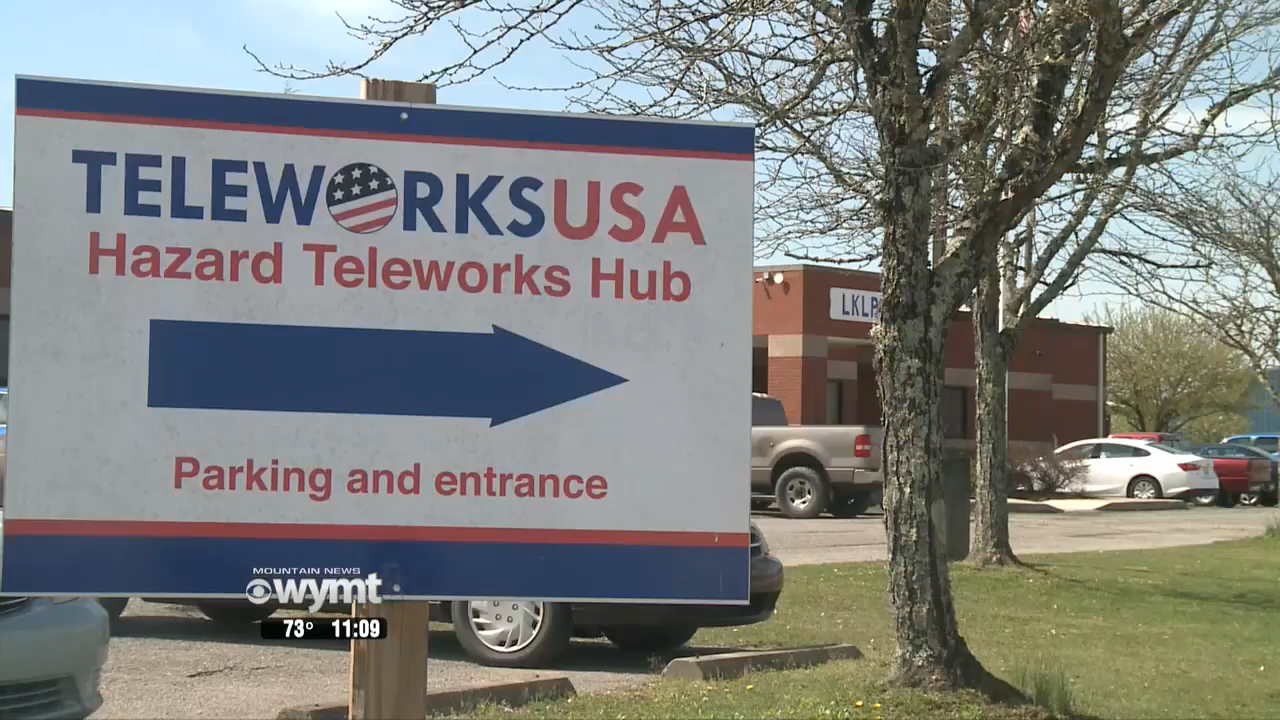 TELEWORKSUSA
Hazard Teleworks Hub
Parking and entrance
LKLP
MOUNTAIN NEWS
wymt
73° 11:09